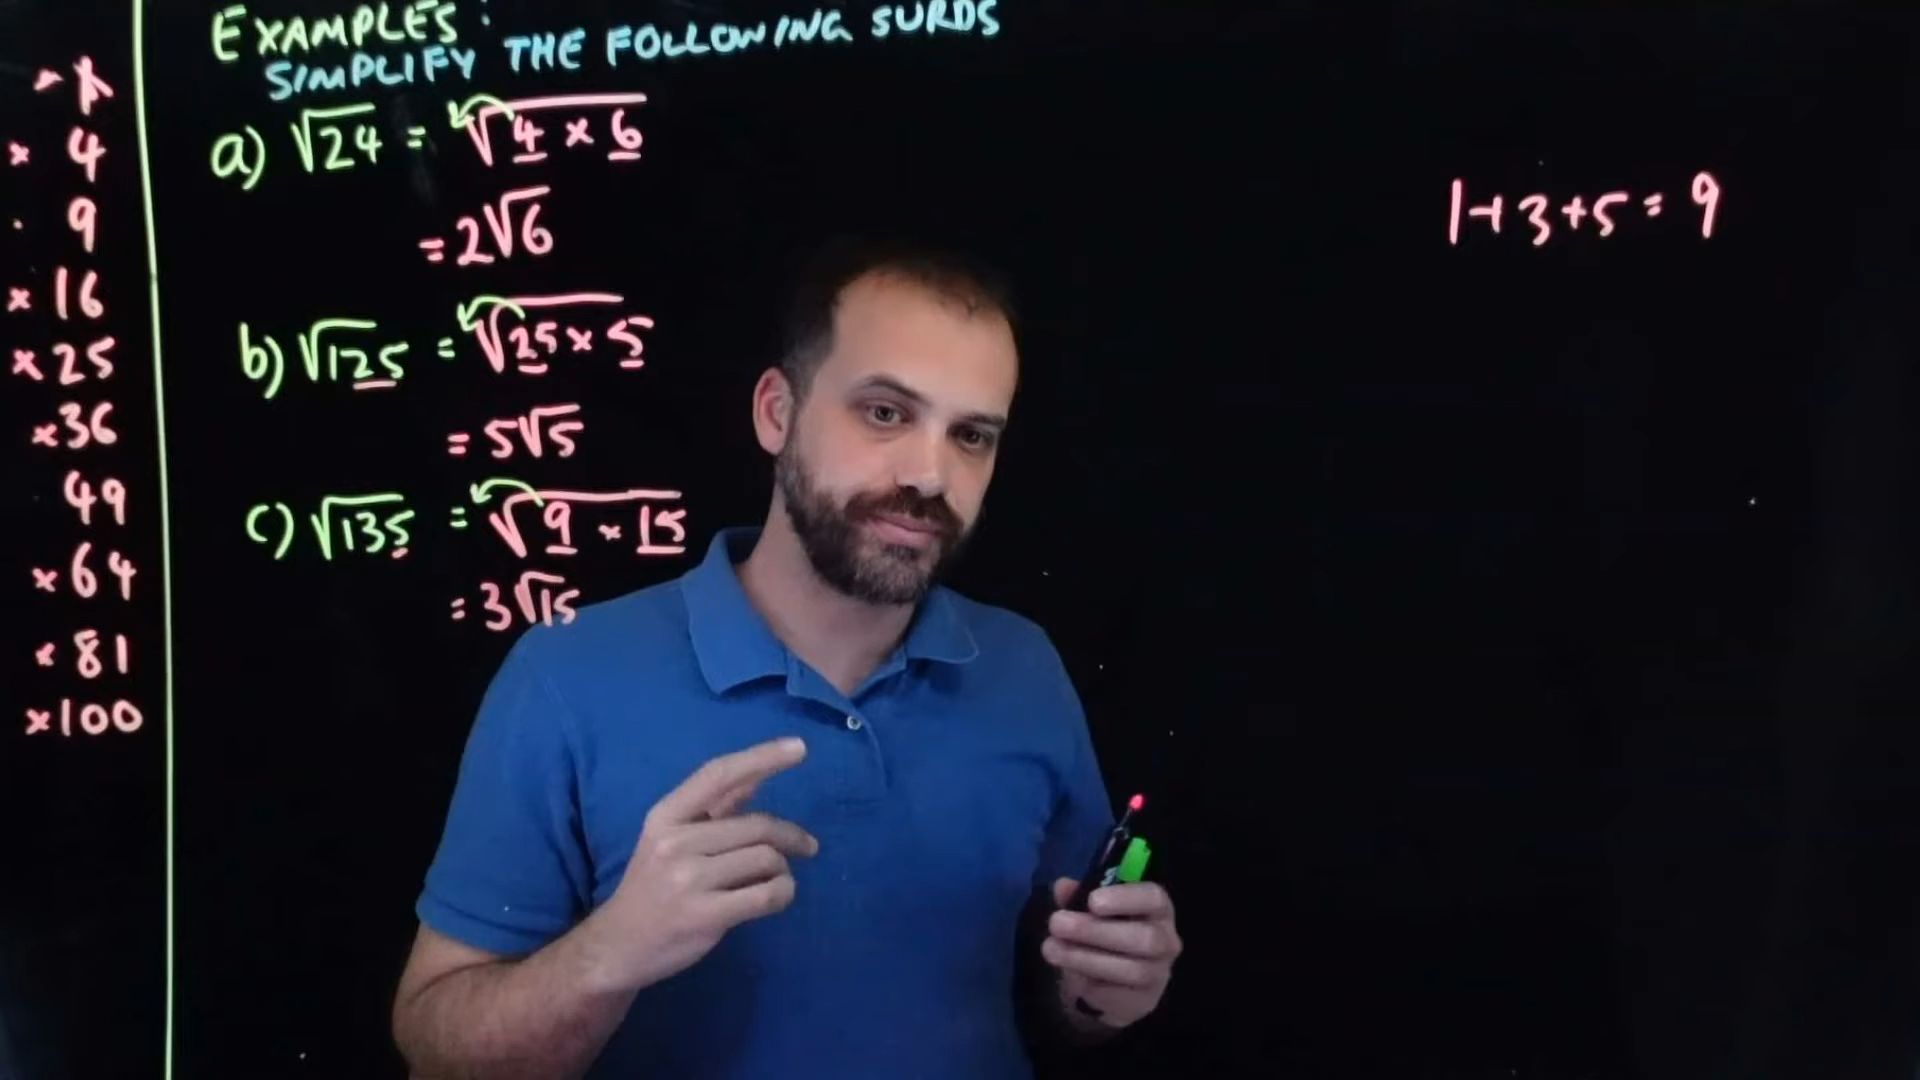 EXAMPLES:
SIMPLIFY THE FOLLOWING SURDS
a) √24 = √4 × 6
= 2√6
b) √125 = √25 × 5
= 5√5
c) √135 = √9 × 15
= 3√15
× 4
· 9
× 16
× 25
× 36
49
× 64
× 81
× 100
1+3+5=9